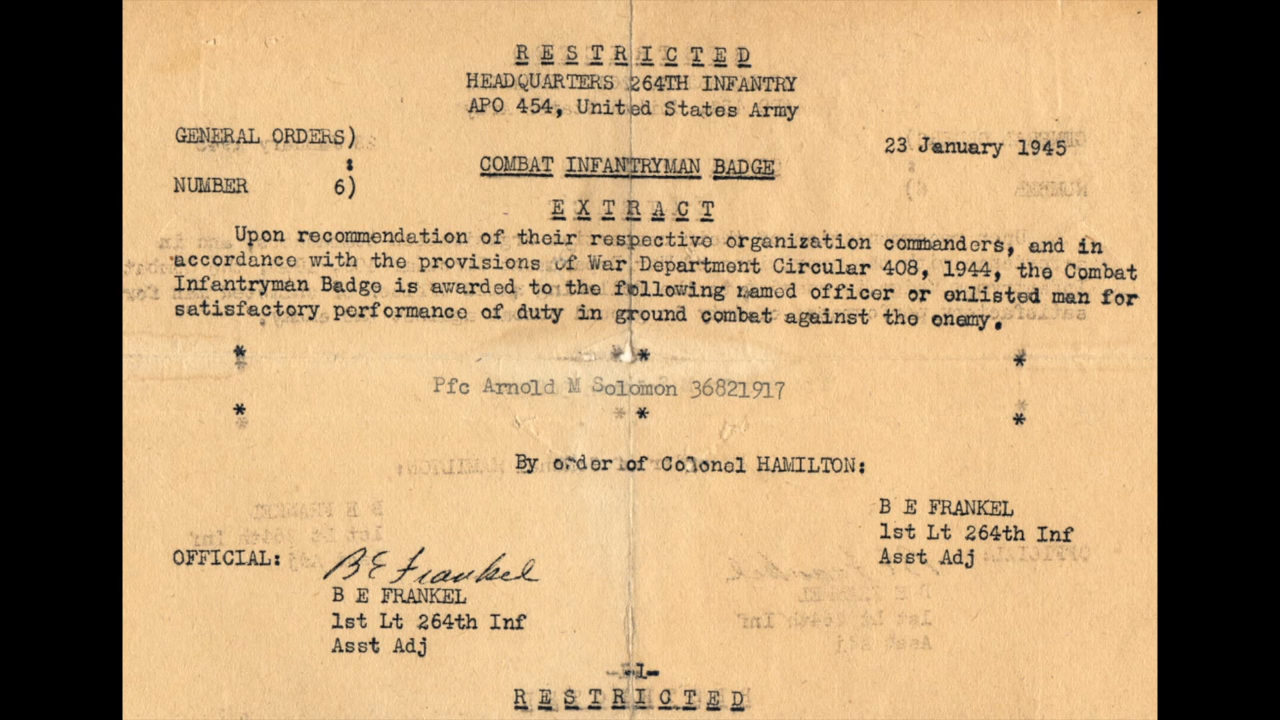 R E S T R I C T E D
HEADQUARTERS 264TH INFANTRY
APO 454, United States Army
GENERAL ORDERS)
:
NUMBER 6)
23 January 1945
COMBAT INFANTRYMAN BADGE
E X T R A C T
Upon recommendation of their respective organization commanders, and in
accordance with the provisions of War Department Circular 408, 1944, the Combat
Infantryman Badge is awarded to the following named officer or enlisted man for
satisfactory performance of duty in ground combat against the enemy.
* * *
Pfc Arnold M Solomon 36821917
* * *
By order of Colonel HAMILTON:
B E FRANKEL
1st Lt 264th Inf
Asst Adj
OFFICIAL:
B E Frankel
B E FRANKEL
1st Lt 264th Inf
Asst Adj
-1-
R E S T R I C T E D